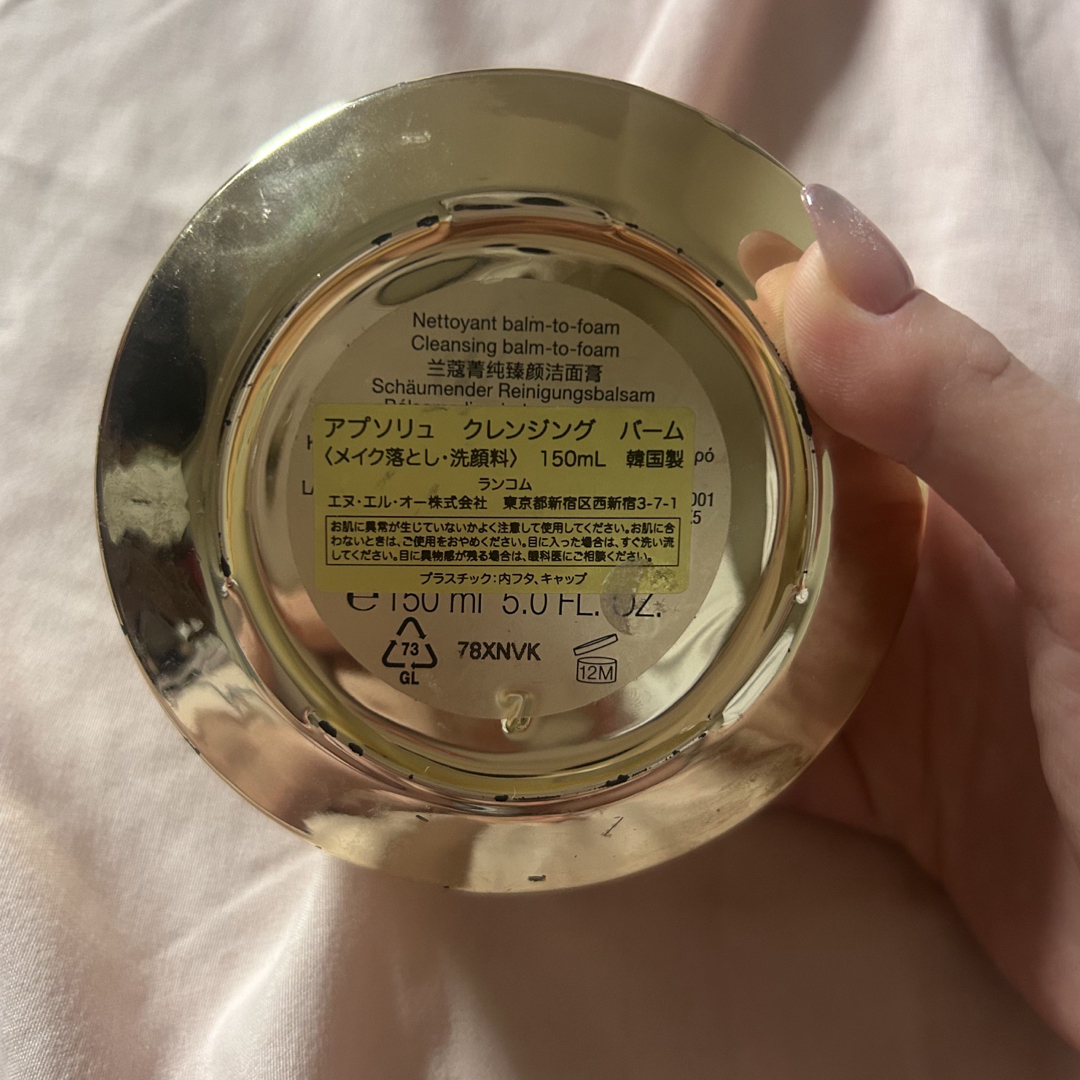 Nettoyant balm-to-foam
Cleansing balm-to-foam
兰蔻菁纯臻颜洁面膏
Schäumender Reinigungsbalsam
アプソリュ クレンジング バーム
〈メイク落とし・洗顔料〉 150mL 韓国製
ランコム
エヌ・エル・オー株式会社 東京都新宿区西新宿3-7-1
お肌に異常が生じていないかよく注意して使用してください。お肌に合
わないときは、ご使用をおやめください。目に入った場合は、すぐ洗い流
してください。目に異物感が残る場合は、眼科医にご相談ください。
プラスチック：内フタ、キャップ
e 150 ml 5.0 FL. OZ.
73
GL
78XNVK
12M
2